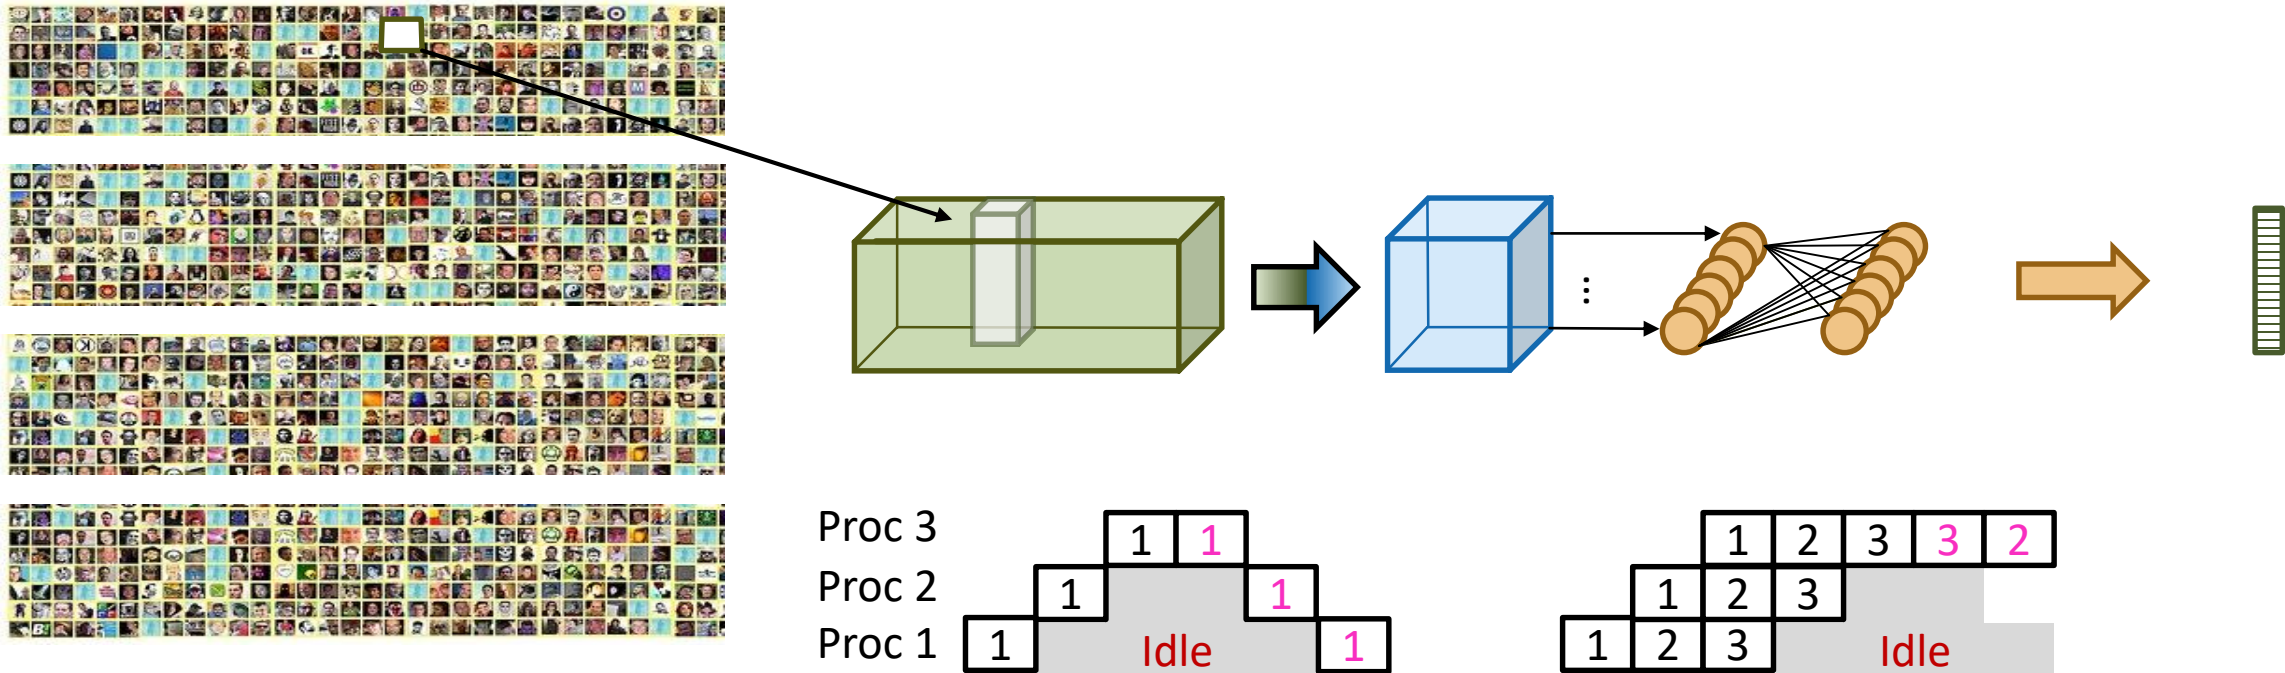 Proc 3 1 1 1 2 3 3 2
Proc 2 1 1 1 2 3
Proc 1 1 Idle 1 1 2 3 Idle
⋮